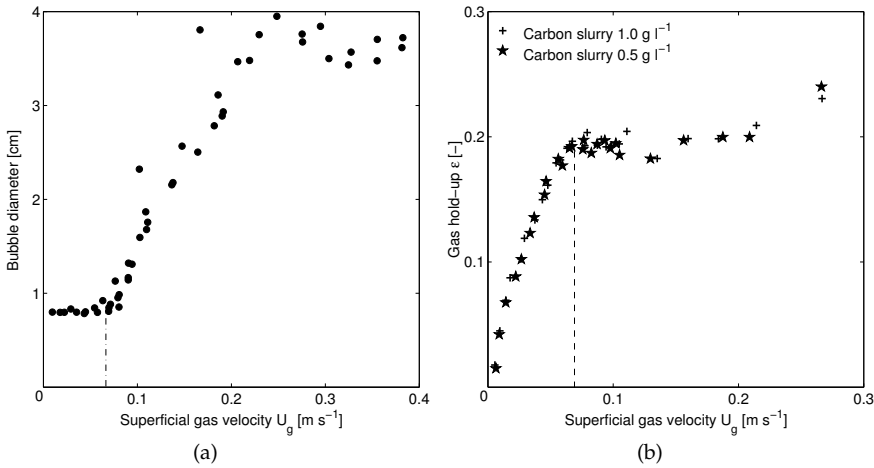 4
3
2
1
0
0
0.1
0.2
0.3
0.4
Bubble diameter [cm]
Superficial gas velocity U_g [m s⁻¹]
(a)
0.3
0.2
0.1
0
0
0.1
0.2
0.3
Gas hold−up ε [−]
Carbon slurry 1.0 g l⁻¹
Carbon slurry 0.5 g l⁻¹
Superficial gas velocity U_g [m s⁻¹]
(b)